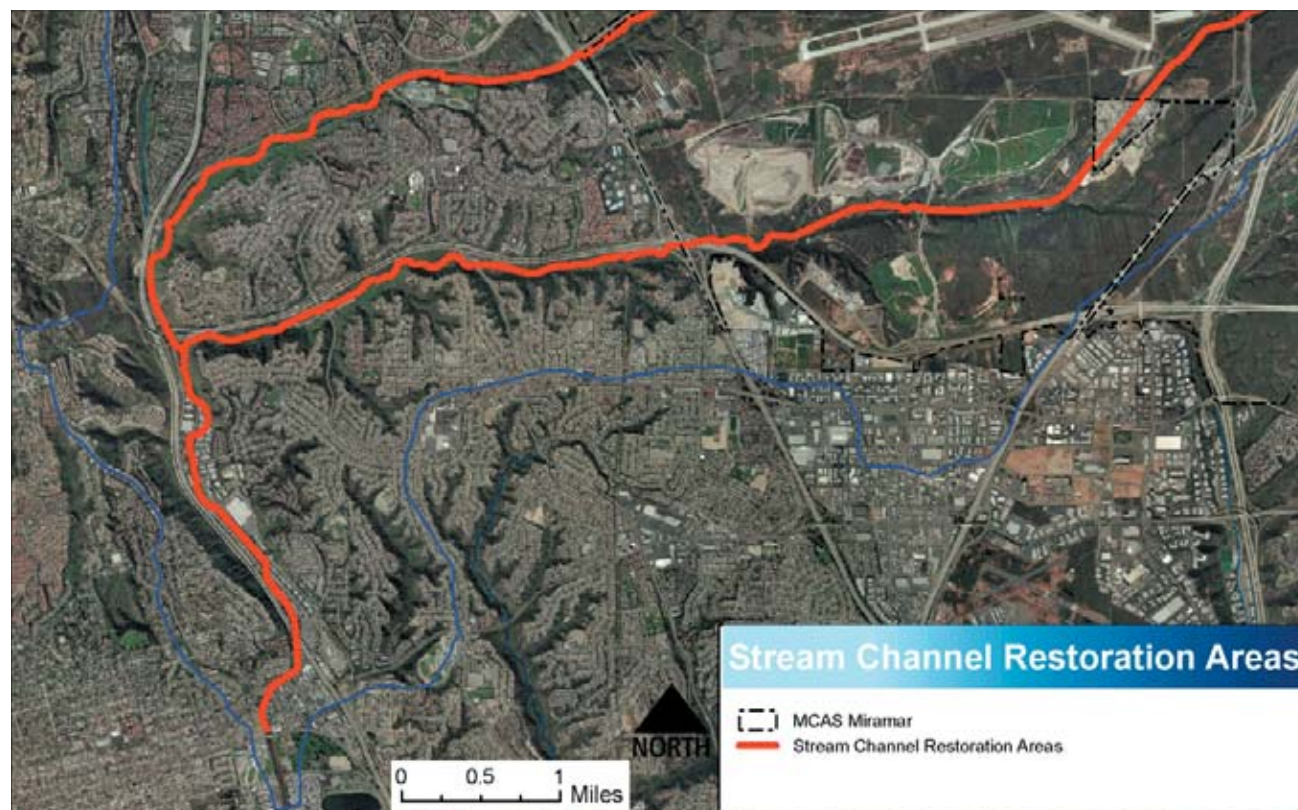 Stream Channel Restoration Areas
MCAS Miramar
Stream Channel Restoration Areas
NORTH
0 0.5 1
Miles